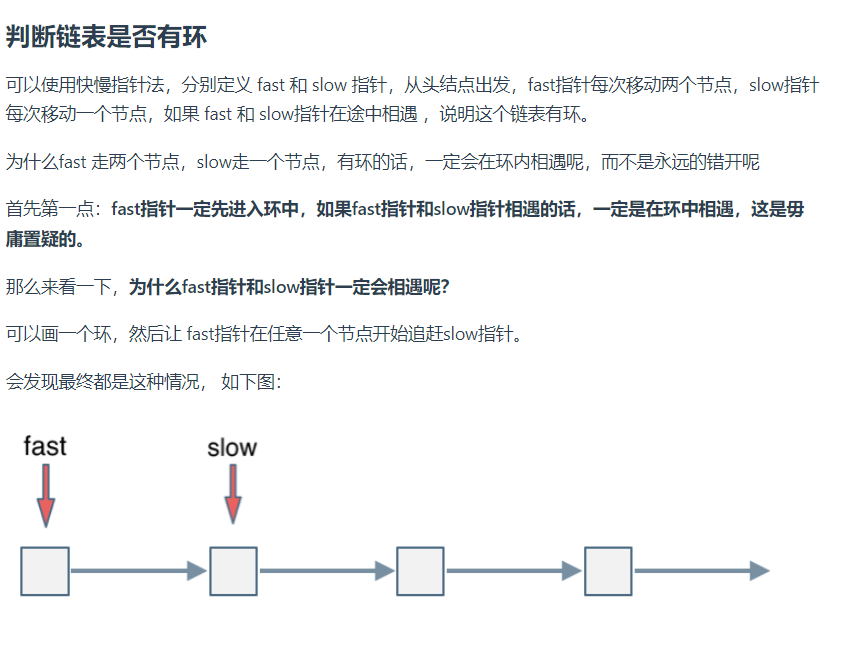 判断链表是否有环
可以使用快慢指针法，分别定义 fast 和 slow 指针，从头结点出发，fast指针每次移动两个节点，slow指针
每次移动一个节点，如果 fast 和 slow指针在途中相遇 ，说明这个链表有环。
为什么fast 走两个节点，slow走一个节点，有环的话，一定会在环内相遇呢，而不是永远的错开呢
首先第一点：fast指针一定先进入环中，如果fast指针和slow指针相遇的话，一定是在环中相遇，这是毋
庸置疑的。
那么来看一下，为什么fast指针和slow指针一定会相遇呢？
可以画一个环，然后让 fast指针在任意一个节点开始追赶slow指针。
会发现最终都是这种情况， 如下图：
fast
slow